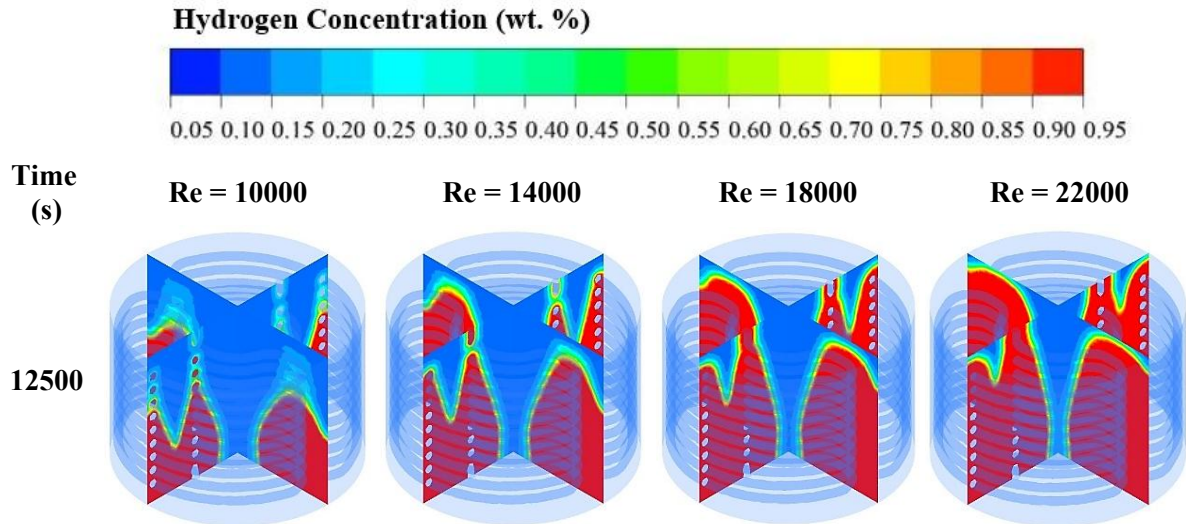 Hydrogen Concentration (wt. %)
0.05 0.10 0.15 0.20 0.25 0.30 0.35 0.40 0.45 0.50 0.55 0.60 0.65 0.70 0.75 0.80 0.85 0.90 0.95
Time
(s)
Re = 10000
Re = 14000
Re = 18000
Re = 22000
12500